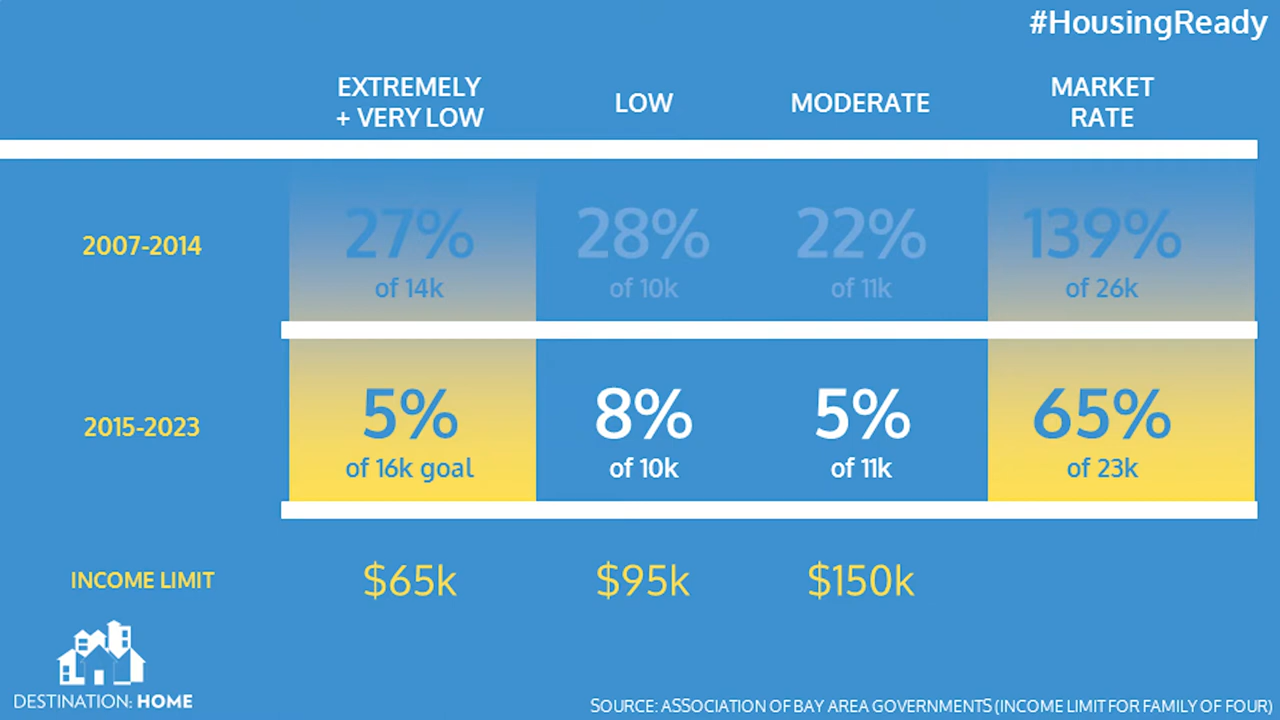 #HousingReady
EXTREMELY
+ VERY LOW
LOW
MODERATE
MARKET
RATE
2007-2014
27%
of 14k
28%
of 10k
22%
of 11k
139%
of 26k
2015-2023
5%
of 16k goal
8%
of 10k
5%
of 11k
65%
of 23k
INCOME LIMIT
$65k
$95k
$150k
DESTINATION: HOME
SOURCE: ASSOCIATION OF BAY AREA GOVERNMENTS (INCOME LIMIT FOR FAMILY OF FOUR)